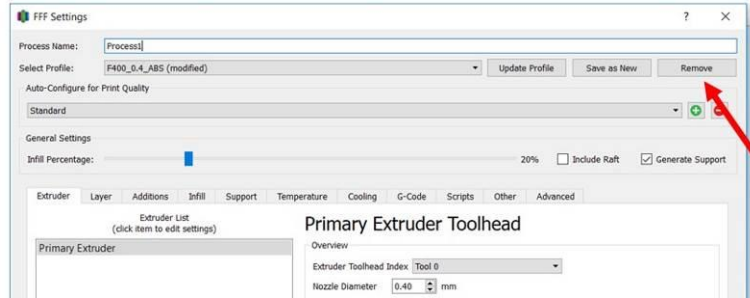 FFF Settings
Process Name: Process1
Select Profile: F400_0.4_ABS (modified) Update Profile Save as New Remove
Auto-Configure for Print Quality
Standard
General Settings
Infill Percentage: 20% Include Raft Generate Support
Extruder Layer Additions Infill Support Temperature Cooling G-Code Scripts Other Advanced
Extruder List
(click item to edit settings)
Primary Extruder
Primary Extruder Toolhead
Overview
Extruder Toolhead Index Tool 0
Nozzle Diameter 0.40 mm